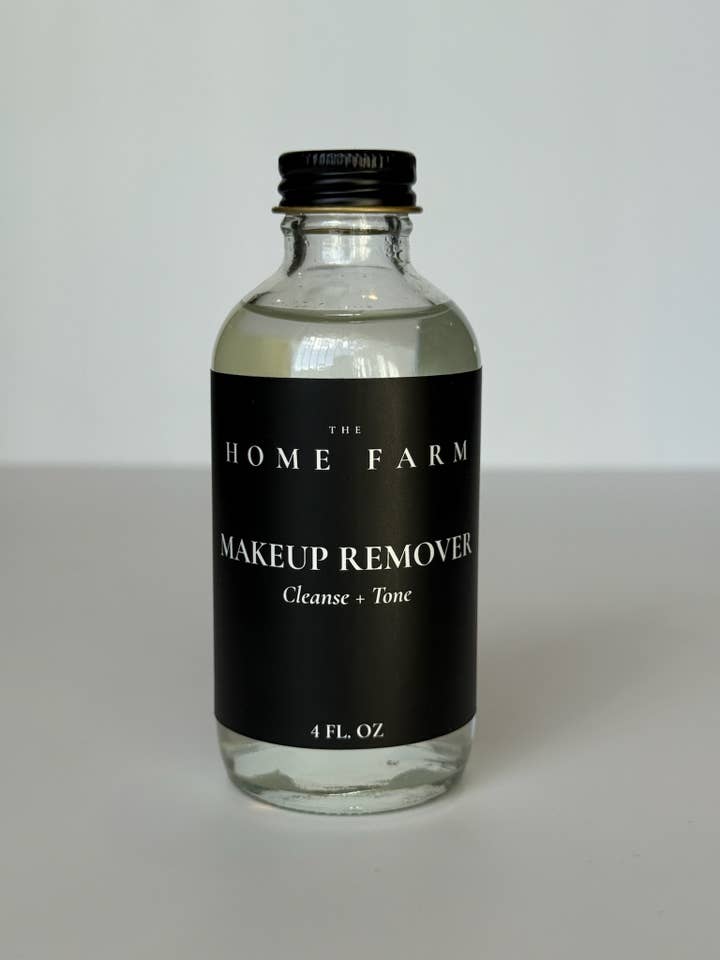 THE
HOME FARM
MAKEUP REMOVER
Cleanse + Tone
4 FL. OZ